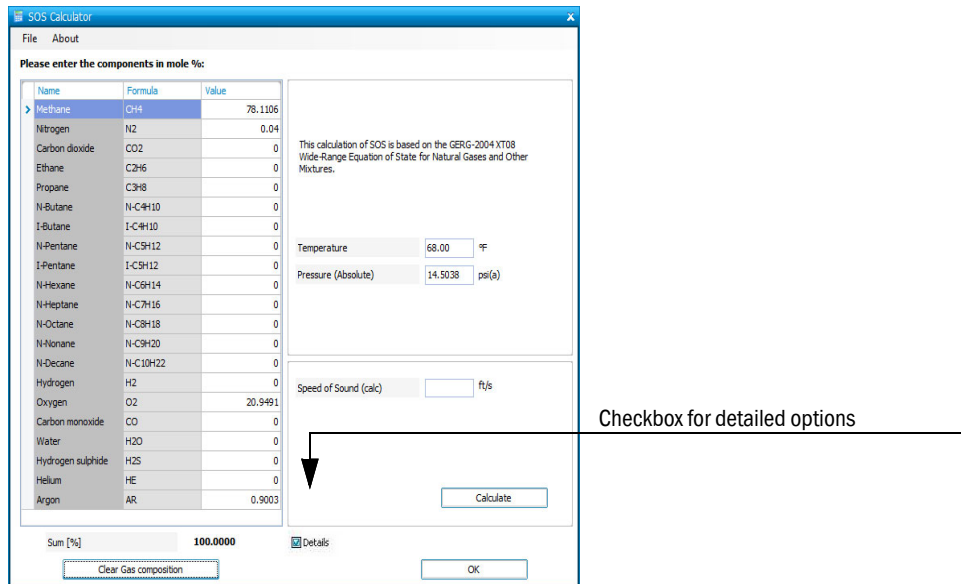 SOS Calculator x
File About
Please enter the components in mole %:
Name Formula Value
Methane CH4 78.1106
Nitrogen N2 0.04
Carbon dioxide CO2 0
Ethane C2H6 0
Propane C3H8 0
N-Butane N-C4H10 0
I-Butane I-C4H10 0
N-Pentane N-C5H12 0
I-Pentane I-C5H12 0
N-Hexane N-C6H14 0
N-Heptane N-C7H16 0
N-Octane N-C8H18 0
N-Nonane N-C9H20 0
N-Decane N-C10H22 0
Hydrogen H2 0
Oxygen O2 20.9491
Carbon monoxide CO 0
Water H2O 0
Hydrogen sulphide H2S 0
Helium HE 0
Argon AR 0.9003
Sum [%] 100.0000
Clear Gas composition
This calculation of SOS is based on the GERG-2004 XT08
Wide-Range Equation of State for Natural Gases and Other
Mixtures.
Temperature 68.00 °F
Pressure (Absolute) 14.5038 psi(a)
Speed of Sound (calc) ft/s
Calculate
Details
OK
Checkbox for detailed options